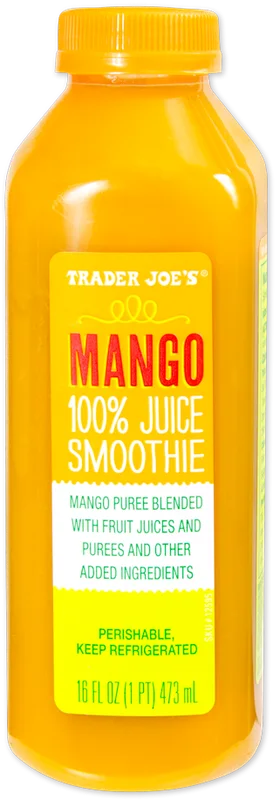 TRADER JOE'S®
MANGO
100% JUICE
SMOOTHIE
MANGO PUREE BLENDED
WITH FRUIT JUICES AND
PUREES AND OTHER
ADDED INGREDIENTS
PERISHABLE,
KEEP REFRIGERATED
16 FL OZ (1 PT) 473 mL